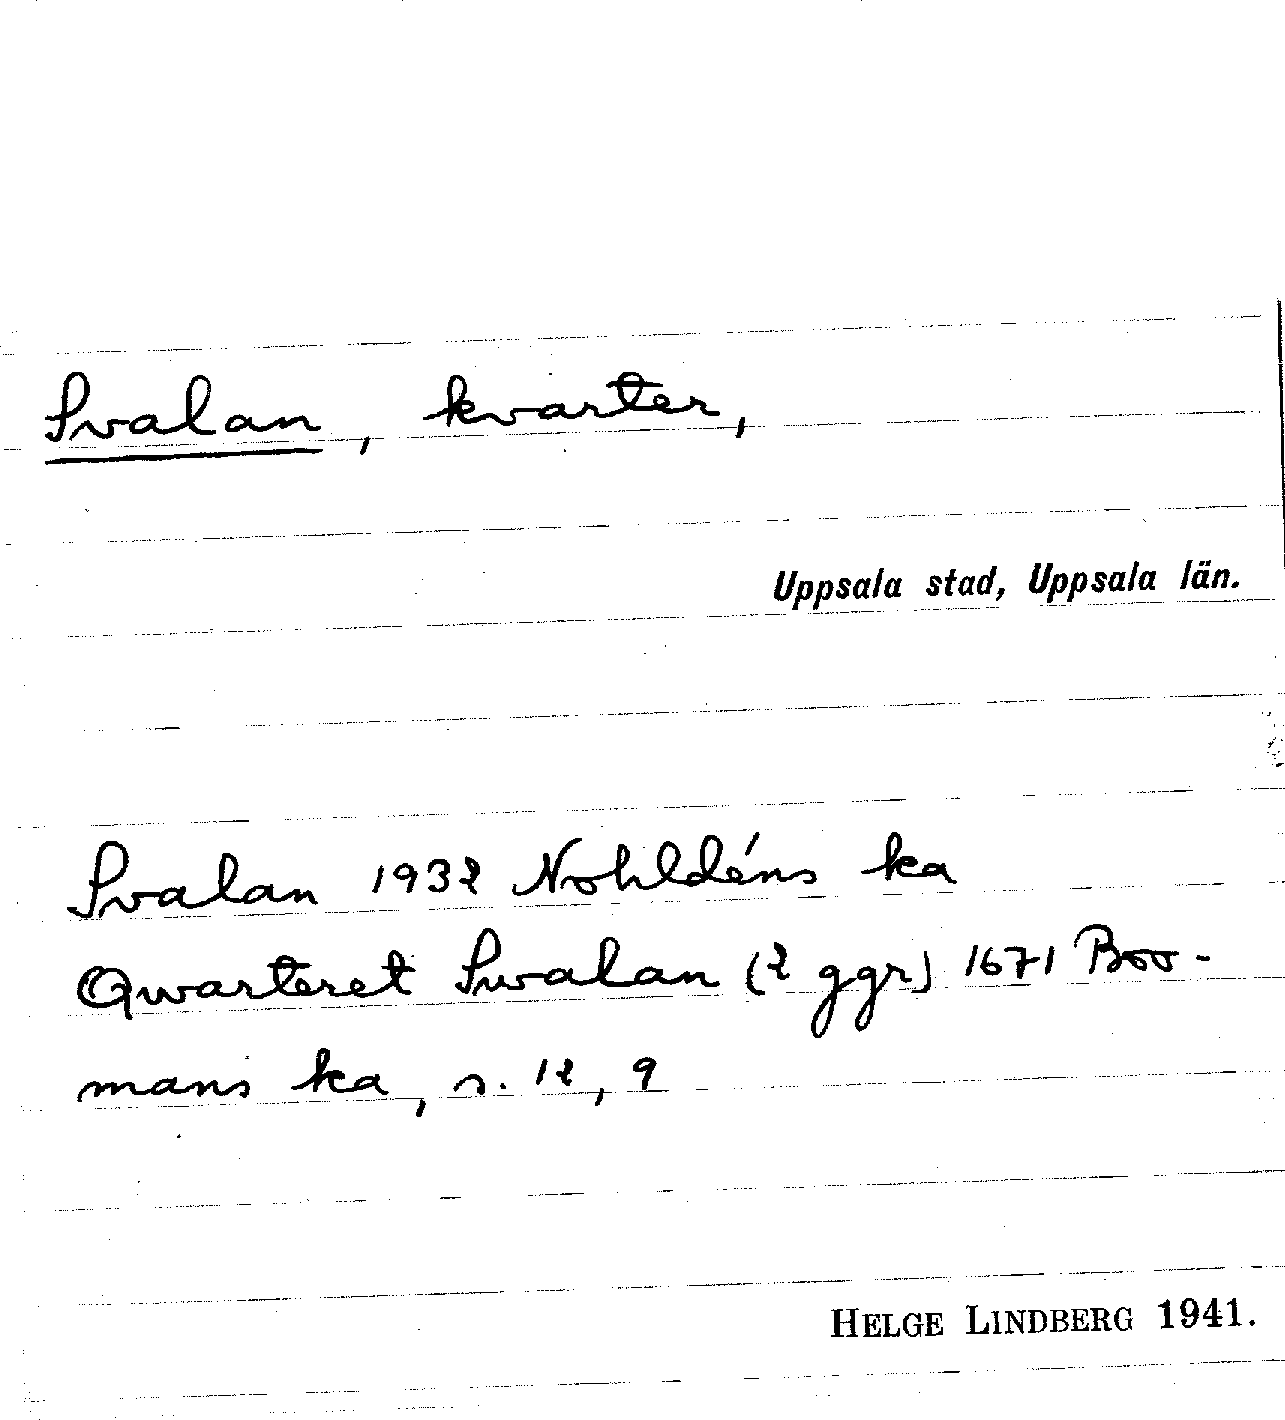 Svalan, kvarter,
Uppsala stad, Uppsala län.
Svalan 1932 Nohldéns ka
Qwarteret Swalan (2 ggr) 1671 Boo-
mans ka, s. 12, 9
HELGE LINDBERG 1941.